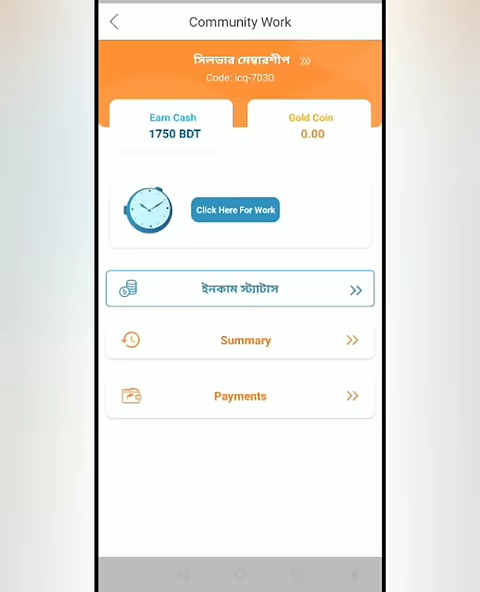 Community Work
সিলভার মেম্বারশীপ
Code: icq-7030
Earn Cash
1750 BDT
Gold Coin
0.00
Click Here For Work
ইনকাম স্ট্যাটাস
Summary
Payments